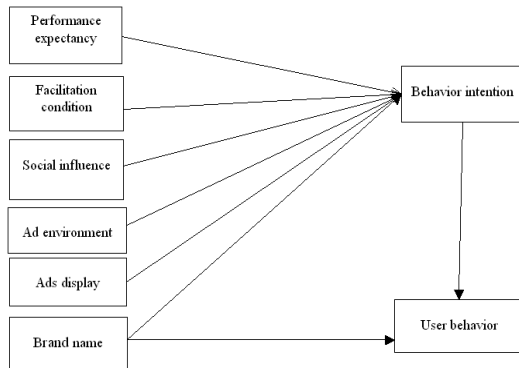 Performance
expectancy
Facilitation
condition
Behavior intention
Social influence
Ad environment
Ads display
User behavior
Brand name